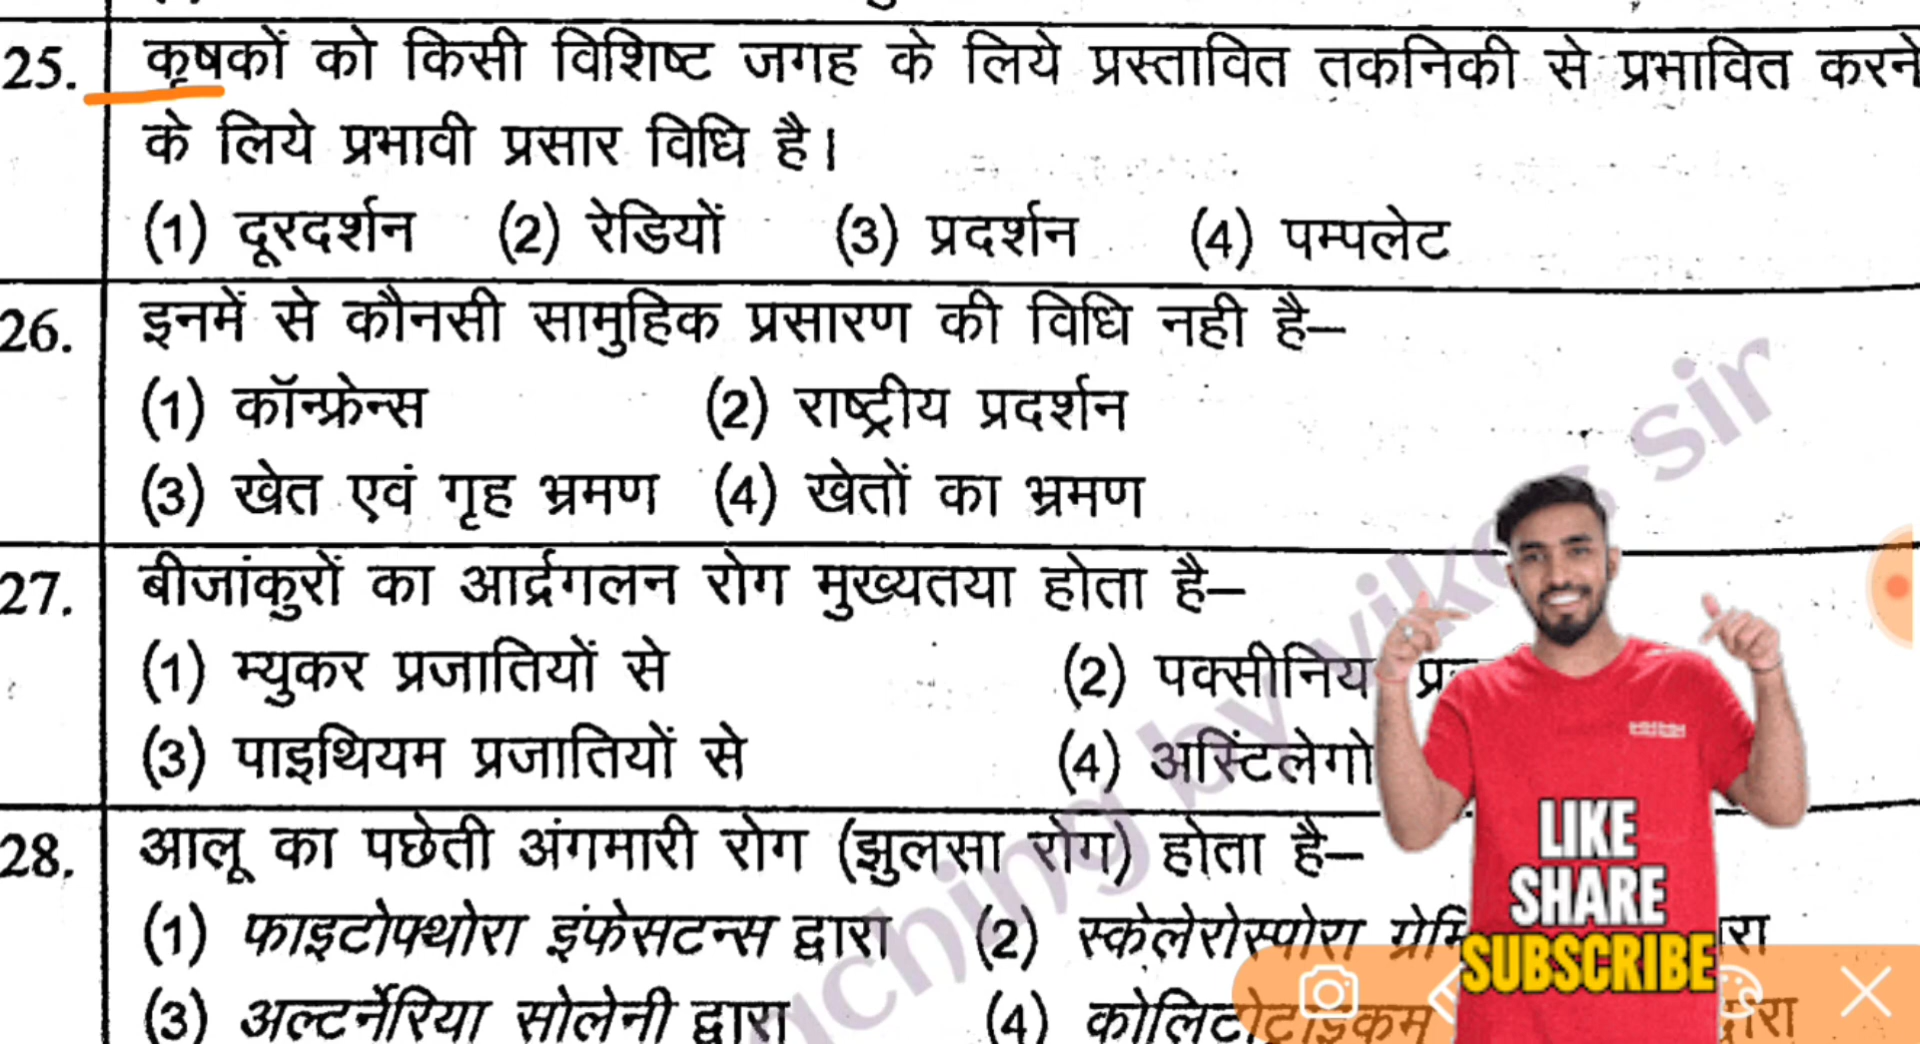 25. कृषकों को किसी विशिष्ट जगह के लिये प्रस्तावित तकनिकी से प्रभावित करने
के लिये प्रभावी प्रसार विधि है।
(1) दूरदर्शन (2) रेडियों (3) प्रदर्शन (4) पम्पलेट
26. इनमें से कौनसी सामुहिक प्रसारण की विधि नही है–
(1) कॉन्फ्रेन्स (2) राष्ट्रीय प्रदर्शन
(3) खेत एवं गृह भ्रमण (4) खेतों का भ्रमण
27. बीजांकुरों का आर्द्रगलन रोग मुख्यतया होता है–
(1) म्युकर प्रजातियों से (2) पक्सीनिय
(3) पाइथियम प्रजातियों से (4) अस्टिलेगो
28. आलू का पछेती अंगमारी रोग (झुलसा रोग) होता है–
(1) फाइटोफ्थोरा इंफेसटन्स द्वारा (2) स्केलेरोस्पोरा
(3) अल्टर्नेरिया सोलेनी द्वारा (4)
by vikas sir
LIKE
SHARE
SUBSCRIBE